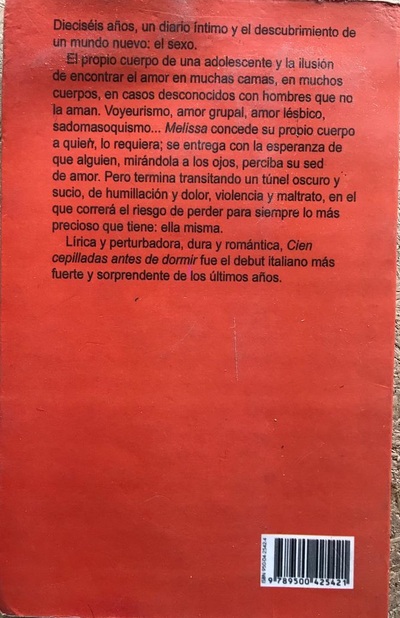 Dieciséis años, un diario íntimo y el descubrimiento de
un mundo nuevo: el sexo.
El propio cuerpo de una adolescente y la ilusión
de encontrar el amor en muchas camas, en muchos
cuerpos, en casos desconocidos con hombres que no
la aman. Voyeurismo, amor grupal, amor lésbico,
sadomasoquismo... Melissa concede su propio cuerpo
a quien, lo requiera; se entrega con la esperanza de
que alguien, mirándola a los ojos, perciba su sed
de amor. Pero termina transitando un túnel oscuro y
sucio, de humillación y dolor, violencia y maltrato, en el
que correrá el riesgo de perder para siempre lo más
precioso que tiene: ella misma.
Lírica y perturbadora, dura y romántica, Cien
cepilladas antes de dormir fue el debut italiano más
fuerte y sorprendente de los últimos años.
ISBN 950-04-2542-4
9 789500 425421